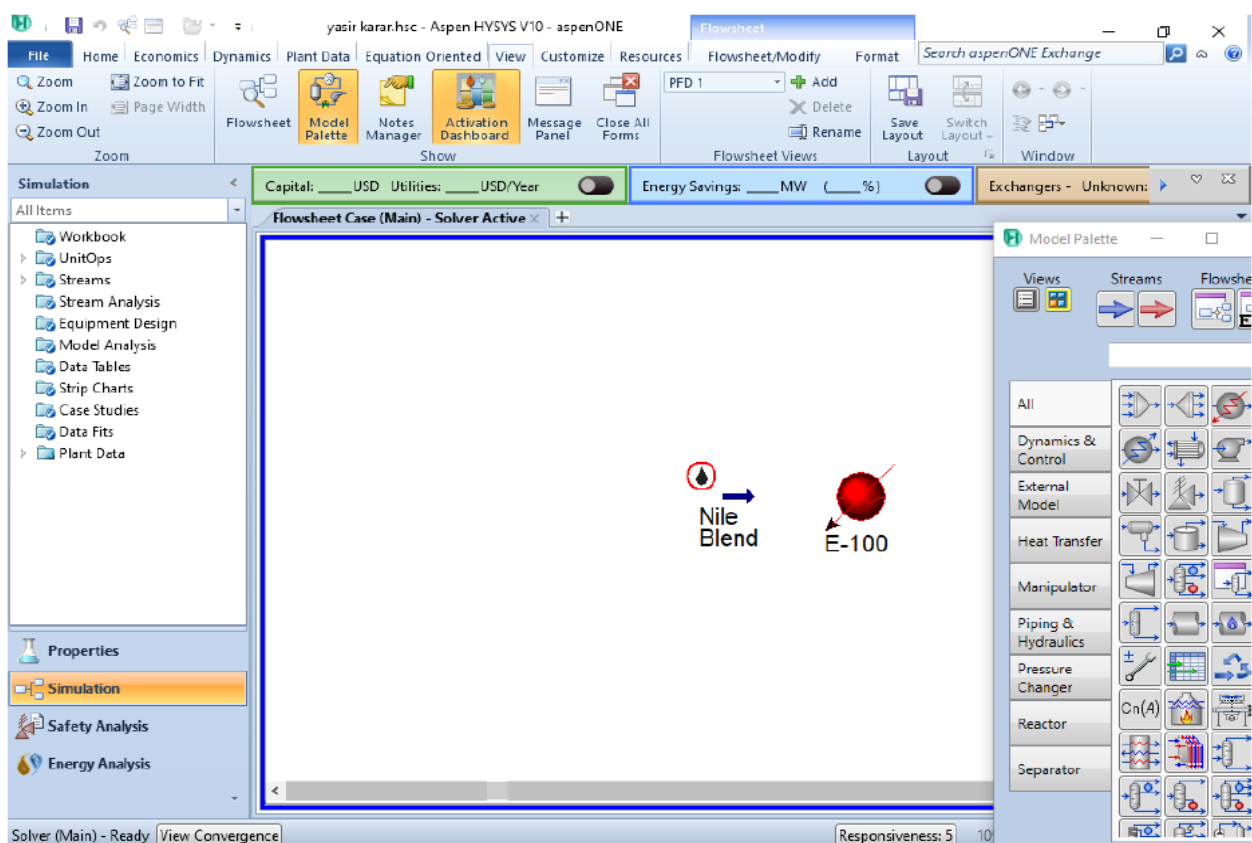 yasir karar.hsc - Aspen HYSYS V10 - aspenONE
Flowsheet
File Home Economics Dynamics Plant Data Equation Oriented View Customize Resources Flowsheet/Modify Format Search aspenONE Exchange
Zoom Zoom to Fit
Zoom In Page Width
Zoom Out
Zoom
Flowsheet
Model Palette
Notes Manager
Activation Dashboard
Message Panel
Close All Forms
Show
PFD 1 Add
Delete
Rename
Flowsheet Views
Save Layout
Switch Layout
Layout
Window
Simulation
All Items
Workbook
UnitOps
Streams
Stream Analysis
Equipment Design
Model Analysis
Data Tables
Strip Charts
Case Studies
Data Fits
Plant Data
Properties
Simulation
Safety Analysis
Energy Analysis
Capital: ____USD Utilities: ____USD/Year
Energy Savings: ____MW (____%)
Exchangers - Unknown:
Flowsheet Case (Main) - Solver Active
Nile
Blend
E-100
Model Palette
Views Streams Flowshe
E
All
Dynamics &
Control
External
Model
Heat Transfer
Manipulator
Piping &
Hydraulics
Pressure
Changer
Reactor
Separator
Cn(A)
Solver (Main) - Ready View Convergence Responsiveness: 5 10